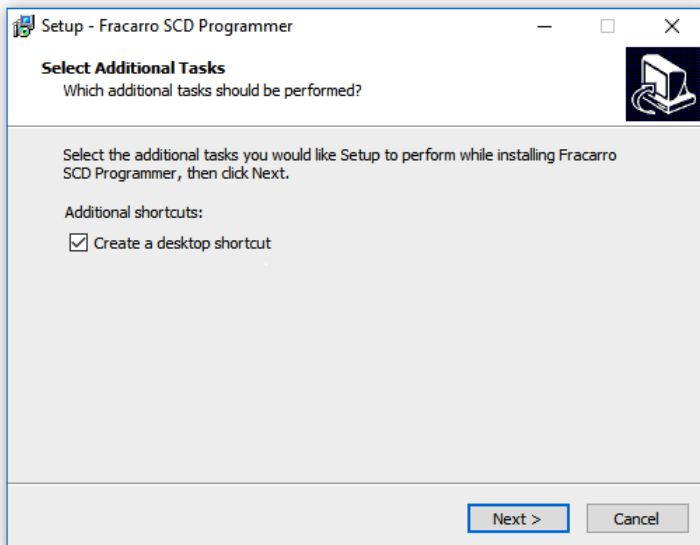 Setup - Fracarro SCD Programmer
Select Additional Tasks
Which additional tasks should be performed?
Select the additional tasks you would like Setup to perform while installing Fracarro
SCD Programmer, then click Next.
Additional shortcuts:
Create a desktop shortcut
Next >
Cancel